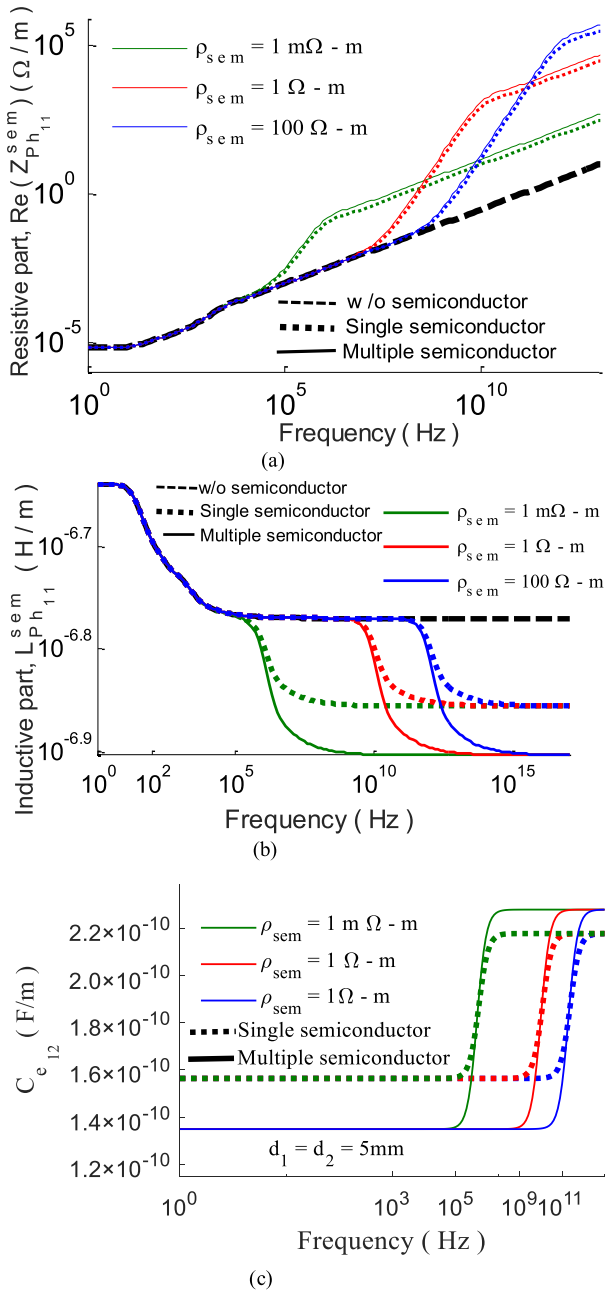 Resistive part, Re ( Z_Ph_11^sem ) ( Ω / m )
10^5
10^0
10^-5
ρ_sem = 1 mΩ - m
ρ_sem = 1 Ω - m
ρ_sem = 100 Ω - m
w /o semiconductor
Single semiconductor
Multiple semiconductor
10^0
10^5
10^10
Frequency ( Hz )
(a)
Inductive part, L_Ph_11^sem ( H / m )
10^-6.7
10^-6.8
10^-6.9
w/o semiconductor
Single semiconductor
Multiple semiconductor
ρ_sem = 1 mΩ - m
ρ_sem = 1 Ω - m
ρ_sem = 100 Ω - m
10^0
10^2
10^5
10^10
10^15
Frequency ( Hz )
(b)
C_e_12 ( F/m )
2.2×10^-10
2.0×10^-10
1.8×10^-10
1.6×10^-10
1.4×10^-10
1.2×10^-10
ρ_sem = 1 m Ω - m
ρ_sem = 1 Ω - m
ρ_sem = 1Ω - m
Single semiconductor
Multiple semiconductor
d_1 = d_2 = 5mm
10^0
10^3
10^5
10^9
10^11
Frequency ( Hz )
(c)